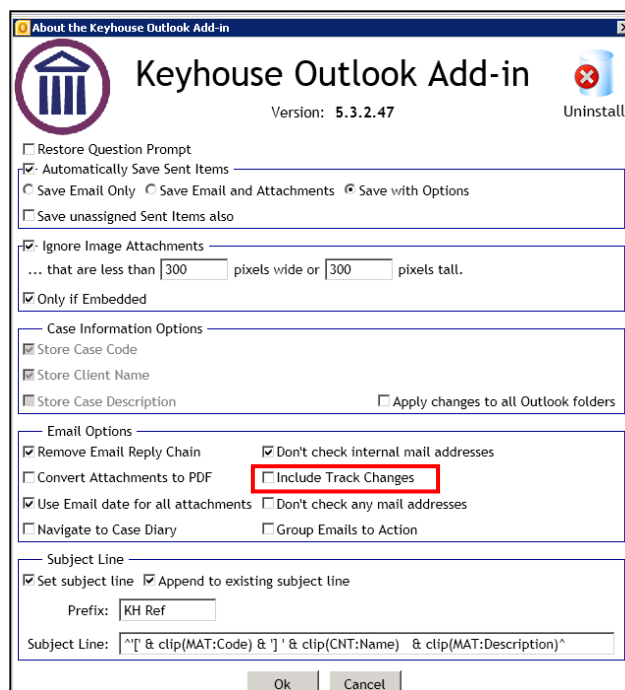 About the Keyhouse Outlook Add-in
Keyhouse Outlook Add-in
Version: 5.3.2.47
Uninstall
Restore Question Prompt
Automatically Save Sent Items
Save Email Only Save Email and Attachments Save with Options
Save unassigned Sent Items also
Ignore Image Attachments
... that are less than 300 pixels wide or 300 pixels tall.
Only if Embedded
Case Information Options
Store Case Code
Store Client Name
Store Case Description Apply changes to all Outlook folders
Email Options
Remove Email Reply Chain Don't check internal mail addresses
Convert Attachments to PDF Include Track Changes
Use Email date for all attachments Don't check any mail addresses
Navigate to Case Diary Group Emails to Action
Subject Line
Set subject line Append to existing subject line
Prefix: KH Ref
Subject Line: ^'[' & clip(MAT:Code) & '] ' & clip(CNT:Name) & clip(MAT:Description)^
Ok Cancel